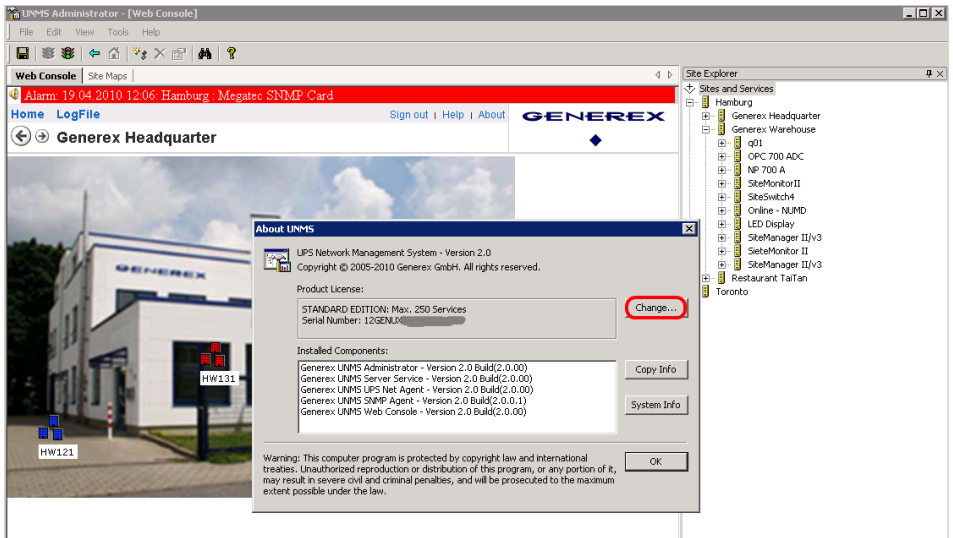 UNMS Administrator - [Web Console]
File Edit View Tools Help
Web Console Site Maps
Alarm: 19.04.2010 12:06: Hamburg : Megatec SNMP Card
Home LogFile Sign out | Help | About
GENEREX
Generex Headquarter
GENEREX
HW131
HW121
About UNMS
UPS Network Management System - Version 2.0
Copyright © 2005-2010 Generex GmbH. All rights reserved.
Product License:
STANDARD EDITION: Max. 250 Services
Serial Number: 12GENUX
Change...
Installed Components:
Generex UNMS Administrator - Version 2.0 Build(2.0.00)
Generex UNMS Server Service - Version 2.0 Build(2.0.00)
Generex UNMS UPS Net Agent - Version 2.0 Build(2.0.00)
Generex UNMS SNMP Agent - Version 2.0 Build(2.0.0.1)
Generex UNMS Web Console - Version 2.0 Build(2.0.00)
Copy Info
System Info
Warning: This computer program is protected by copyright law and international
treaties. Unauthorized reproduction or distribution of this program, or any portion of it,
may result in severe civil and criminal penalties, and will be prosecuted to the maximum
extent possible under the law.
OK
Site Explorer
Sites and Services
Hamburg
Generex Headquarter
Generex Warehouse
q01
OPC 700 ADC
NP 700 A
SiteMonitorII
SiteSwitch4
Online - NUMD
LED Display
SiteManager II/v3
SieteMonitor II
SiteManager II/v3
Restaurant TaiTan
Toronto